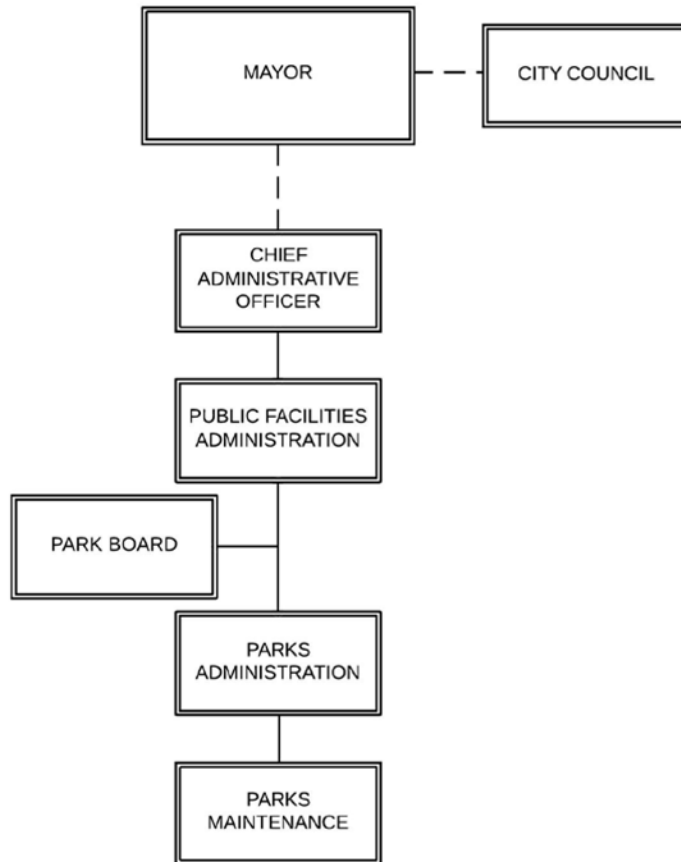 MAYOR
CITY COUNCIL
CHIEF
ADMINISTRATIVE
OFFICER
PUBLIC FACILITIES
ADMINISTRATION
PARK BOARD
PARKS
ADMINISTRATION
PARKS
MAINTENANCE